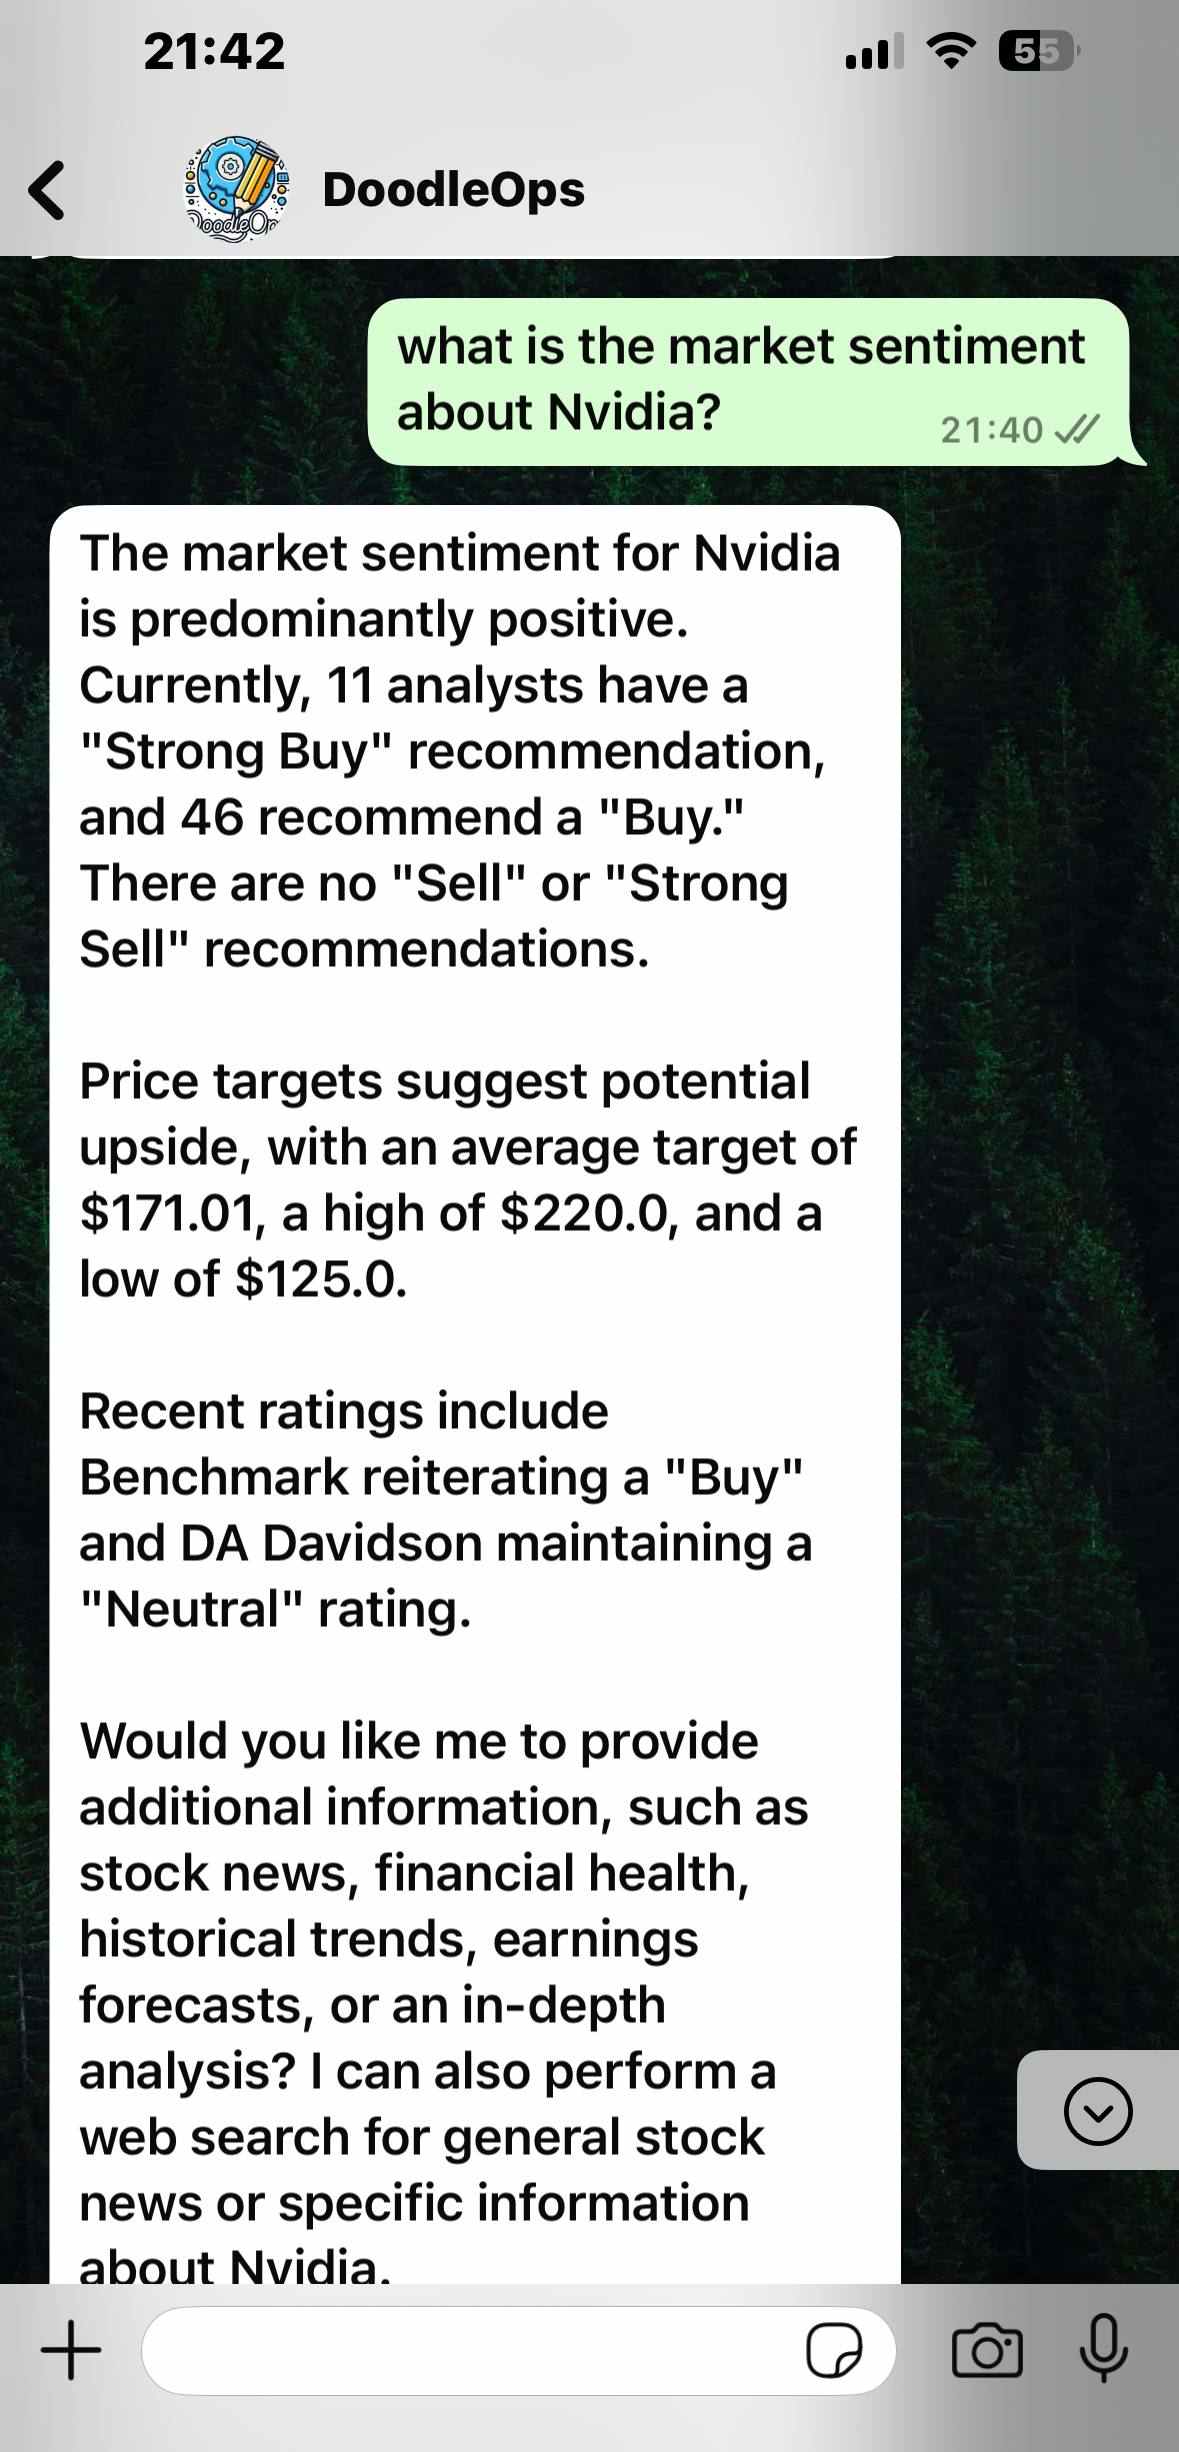 21:42
55
DoodleOps
DoodleOp
what is the market sentiment
about Nvidia?
21:40
The market sentiment for Nvidia
is predominantly positive.
Currently, 11 analysts have a
"Strong Buy" recommendation,
and 46 recommend a "Buy."
There are no "Sell" or "Strong
Sell" recommendations.
Price targets suggest potential
upside, with an average target of
$171.01, a high of $220.0, and a
low of $125.0.
Recent ratings include
Benchmark reiterating a "Buy"
and DA Davidson maintaining a
"Neutral" rating.
Would you like me to provide
additional information, such as
stock news, financial health,
historical trends, earnings
forecasts, or an in-depth
analysis? I can also perform a
web search for general stock
news or specific information
about Nvidia.